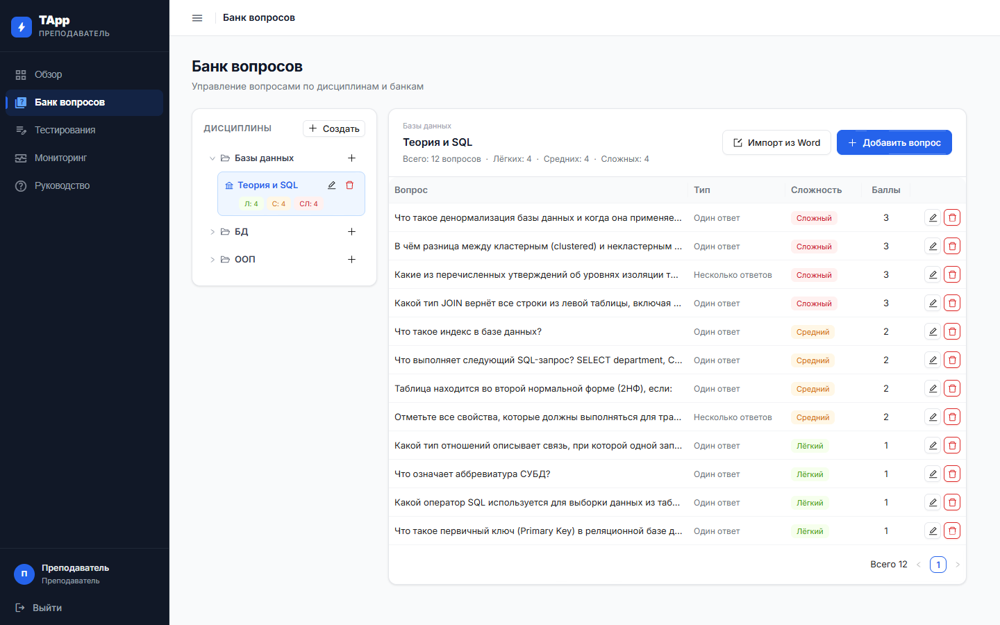 TApp
ПРЕПОДАВАТЕЛЬ
Обзор
Банк вопросов
Тестирования
Мониторинг
Руководство
П
Преподаватель
Преподаватель
Выйти
Банк вопросов
Банк вопросов
Управление вопросами по дисциплинам и банкам
ДИСЦИПЛИНЫ
Создать
Базы данных
Теория и SQL
Л: 4 С: 4 СЛ: 4
БД
ООП
Базы данных
Теория и SQL
Всего: 12 вопросов · Лёгких: 4 · Средних: 4 · Сложных: 4
Импорт из Word
Добавить вопрос
Вопрос Тип Сложность Баллы
Что такое денормализация базы данных и когда она применяе... Один ответ Сложный 3
В чём разница между кластерным (clustered) и некластерным ... Один ответ Сложный 3
Какие из перечисленных утверждений об уровнях изоляции т... Несколько ответов Сложный 3
Какой тип JOIN вернёт все строки из левой таблицы, включая ... Один ответ Сложный 3
Что такое индекс в базе данных? Один ответ Средний 2
Что выполняет следующий SQL-запрос? SELECT department, C... Один ответ Средний 2
Таблица находится во второй нормальной форме (2НФ), если: Один ответ Средний 2
Отметьте все свойства, которые должны выполняться для тра... Несколько ответов Средний 2
Какой тип отношений описывает связь, при которой одной зап... Один ответ Лёгкий 1
Что означает аббревиатура СУБД? Один ответ Лёгкий 1
Какой оператор SQL используется для выборки данных из таб... Один ответ Лёгкий 1
Что такое первичный ключ (Primary Key) в реляционной базе д... Один ответ Лёгкий 1
Всего 12 < 1 >